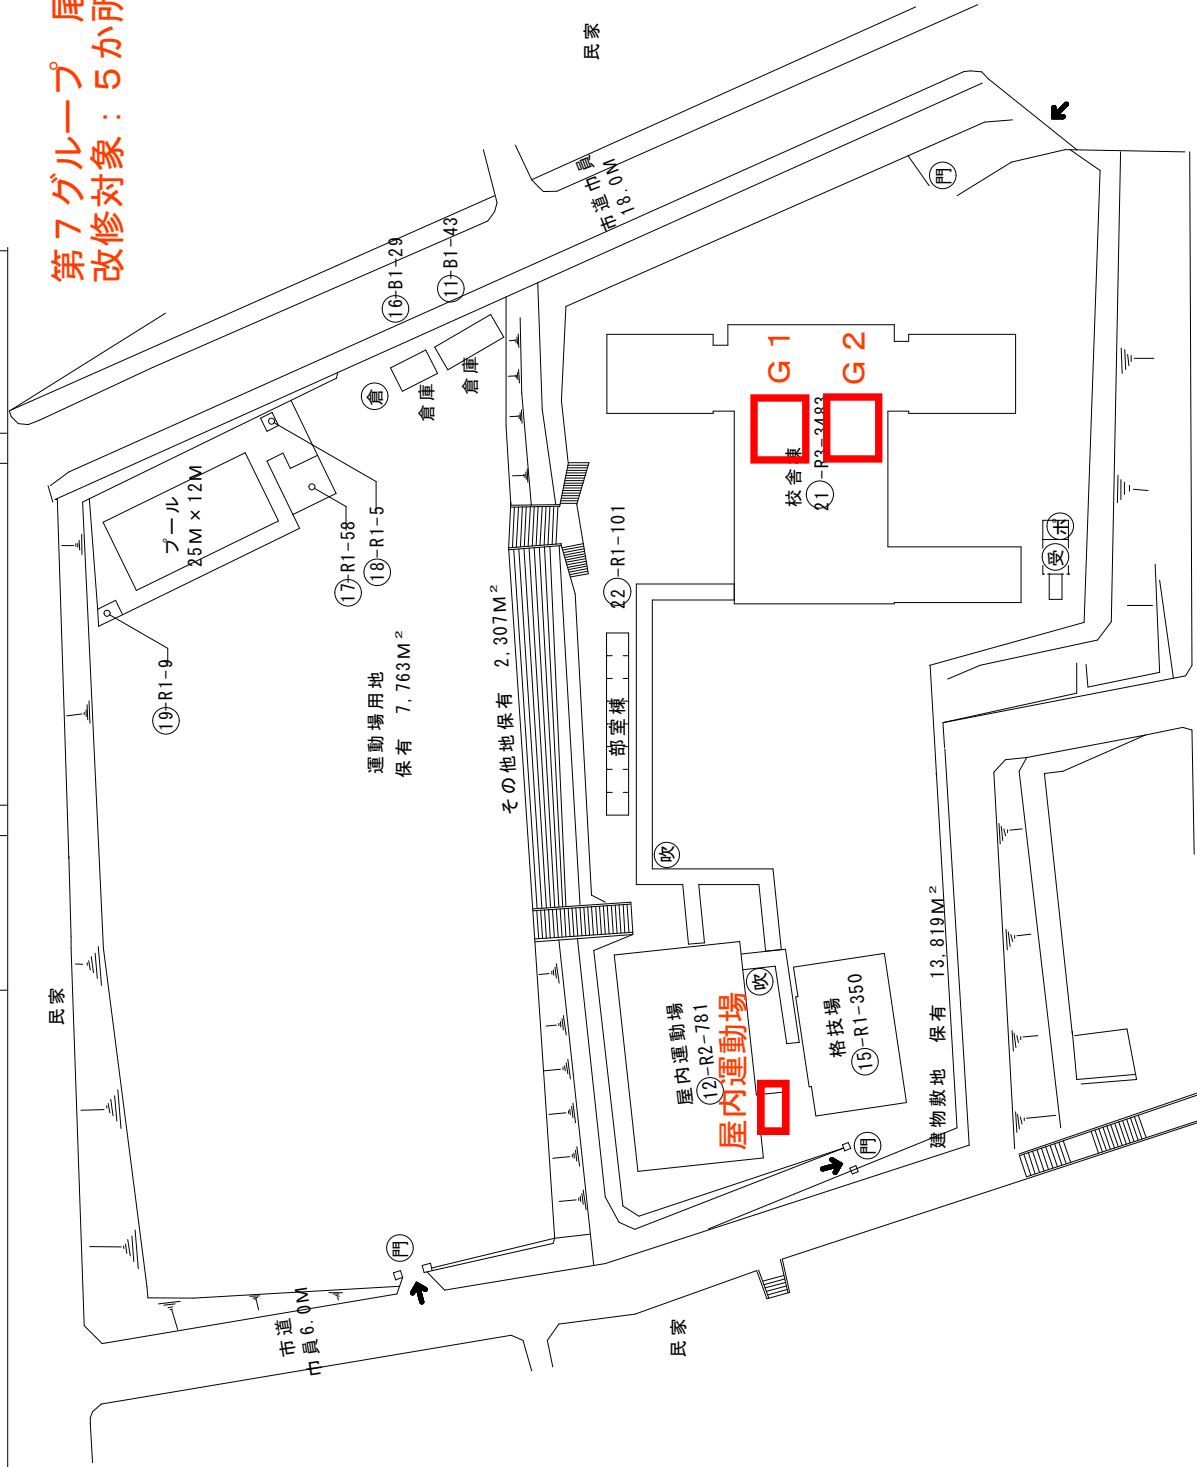 第７グループ　尾
改修対象：５か所
民家
市道巾員
18.0M
門
⑯-B1-29
⑪-B1-43
倉
倉庫
倉庫
プール
25M×12M
⑰-R1-58
⑱-R1-5
⑲-R1-9
運動場用地
保有 7,763M²
その他地保有 2,307M²
G1
G2
校舎棟
㉑-R3-3483
㉒-R1-101
部室棟
受
ポ
吹
吹
民家
屋内運動場
⑫-R2-781
屋内運動場
格技場
⑮-R1-350
建物敷地 保有 13,819M²
門
門
市道
巾員6.0M
民家